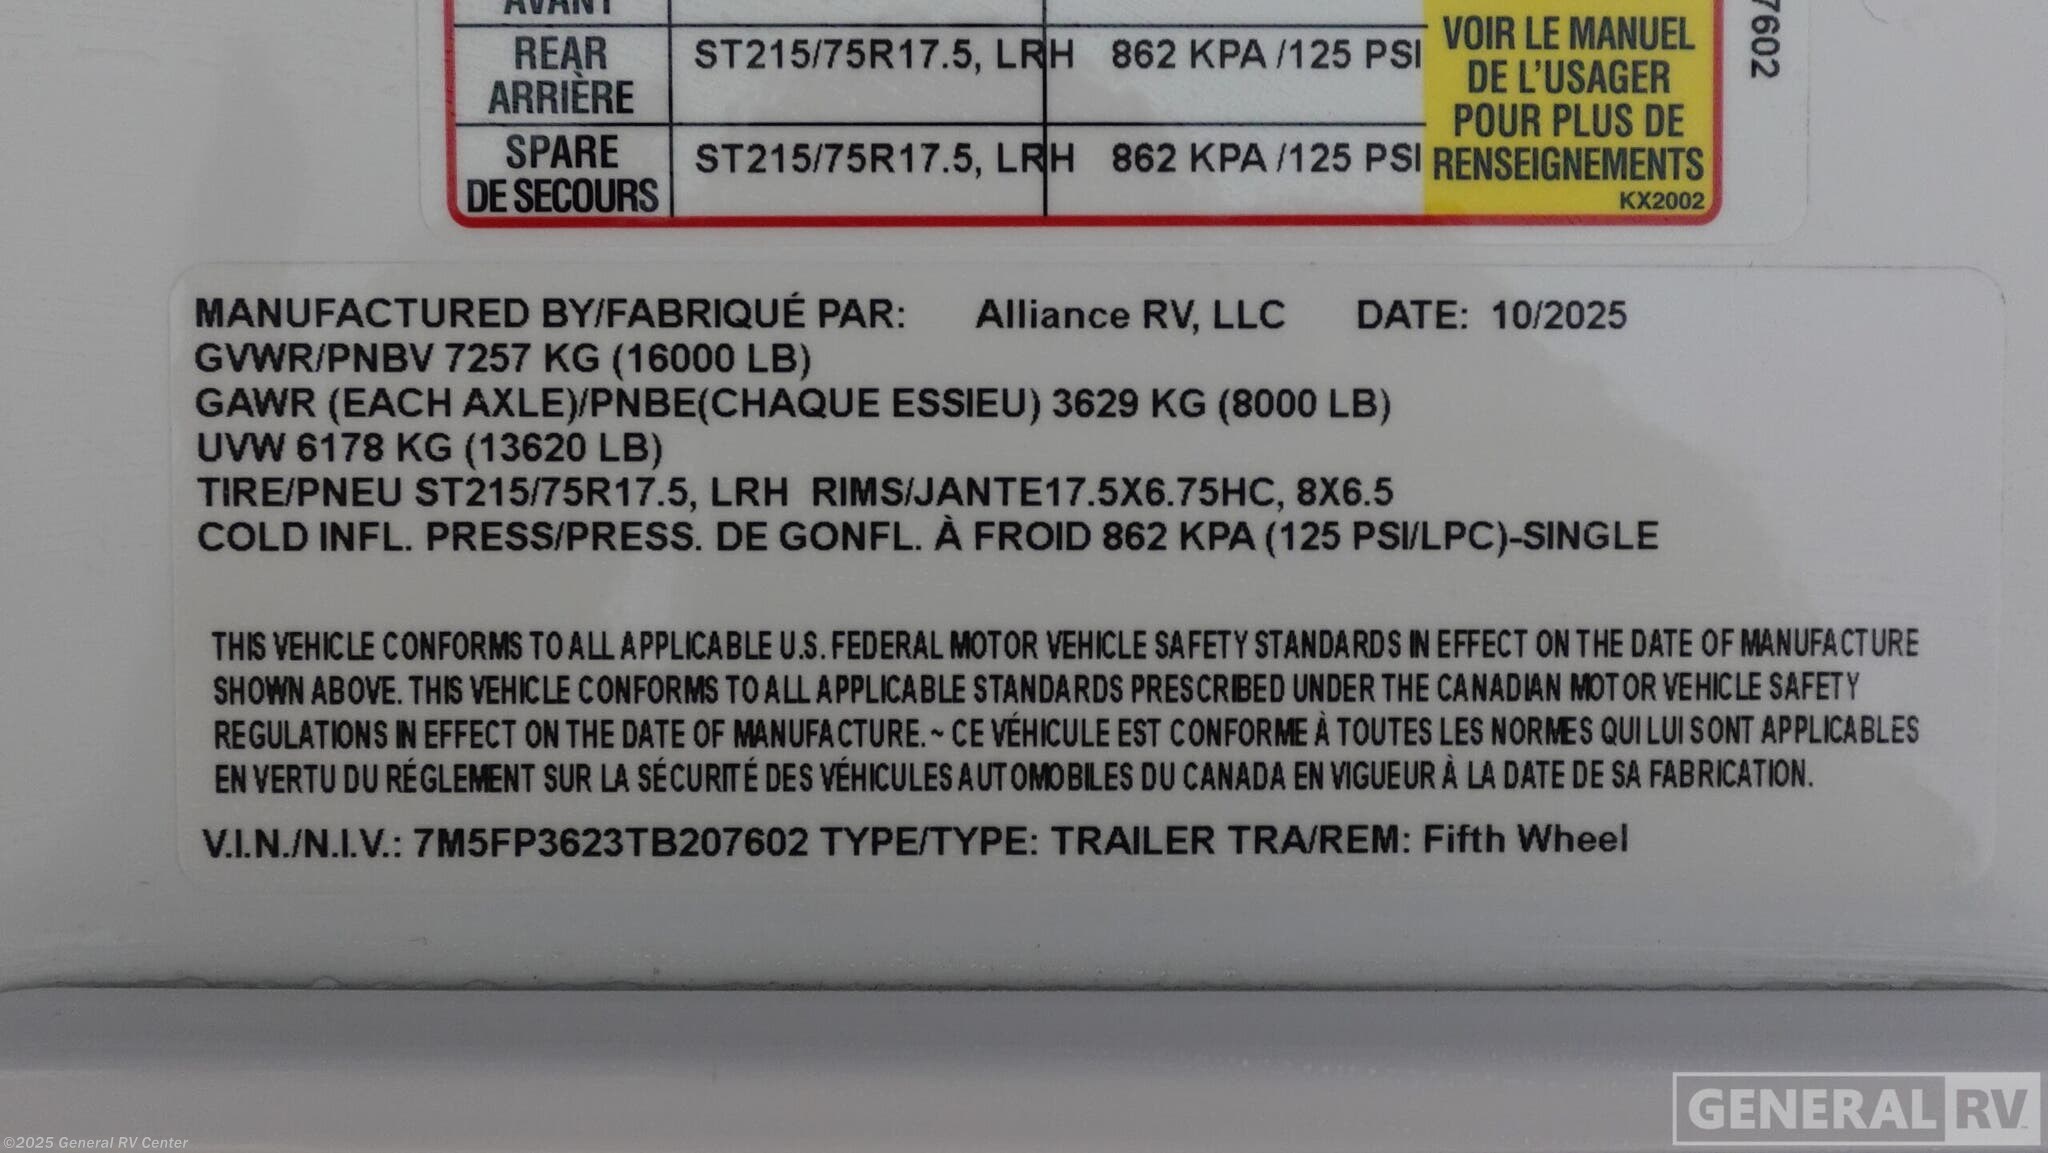 AVANT
REAR
ARRIÈRE
ST215/75R17.5, LRH 862 KPA /125 PSI
SPARE
DE SECOURS
ST215/75R17.5, LRH 862 KPA /125 PSI
VOIR LE MANUEL
DE L'USAGER
POUR PLUS DE
RENSEIGNEMENTS
KX2002
7602
MANUFACTURED BY/FABRIQUÉ PAR: Alliance RV, LLC DATE: 10/2025
GVWR/PNBV 7257 KG (16000 LB)
GAWR (EACH AXLE)/PNBE(CHAQUE ESSIEU) 3629 KG (8000 LB)
UVW 6178 KG (13620 LB)
TIRE/PNEU ST215/75R17.5, LRH RIMS/JANTE17.5X6.75HC, 8X6.5
COLD INFL. PRESS/PRESS. DE GONFL. À FROID 862 KPA (125 PSI/LPC)-SINGLE
THIS VEHICLE CONFORMS TO ALL APPLICABLE U.S. FEDERAL MOTOR VEHICLE SAFETY STANDARDS IN EFFECT ON THE DATE OF MANUFACTURE
SHOWN ABOVE. THIS VEHICLE CONFORMS TO ALL APPLICABLE STANDARDS PRESCRIBED UNDER THE CANADIAN MOTOR VEHICLE SAFETY
REGULATIONS IN EFFECT ON THE DATE OF MANUFACTURE. ~ CE VÉHICULE EST CONFORME À TOUTES LES NORMES QUI LUI SONT APPLICABLES
EN VERTU DU RÉGLEMENT SUR LA SÉCURITÉ DES VÉHICULES AUTOMOBILES DU CANADA EN VIGUEUR À LA DATE DE SA FABRICATION.
V.I.N./N.I.V.: 7M5FP3623TB207602 TYPE/TYPE: TRAILER TRA/REM: Fifth Wheel
GENERAL RV
©2025 General RV Center